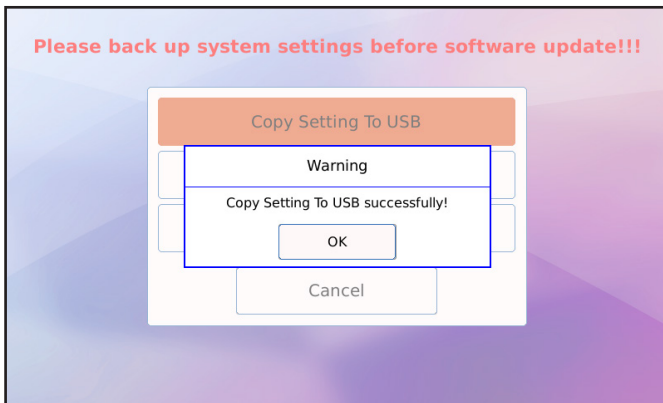 Please back up system settings before software update!!!
Copy Setting To USB
Warning
Copy Setting To USB successfully!
OK
Cancel